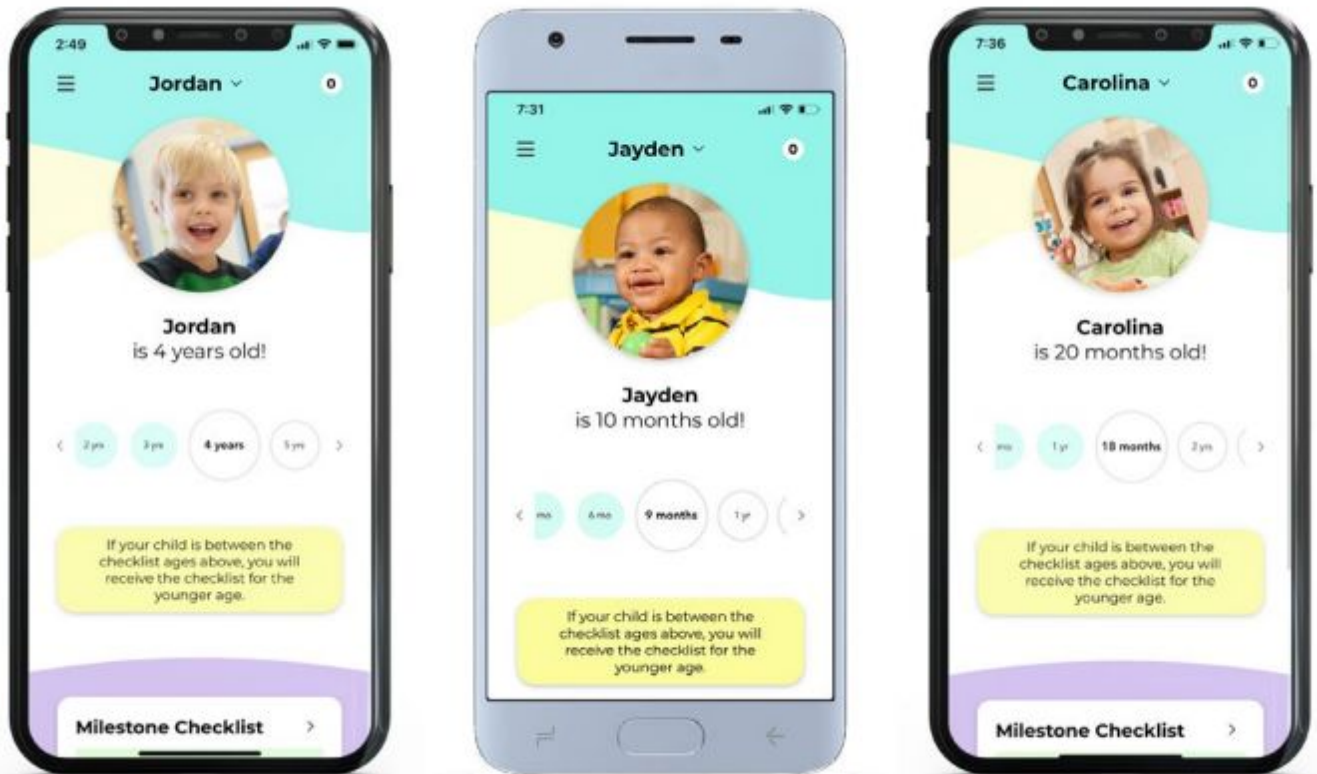 2:49
Jordan
0
Jordan
is 4 years old!
2 yrs 3 yrs 4 years 5 yrs
If your child is between the
checklist ages above, you will
receive the checklist for the
younger age.
Milestone Checklist
7:31
Jayden
0
Jayden
is 10 months old!
mo 6 mo 9 months 1 yr
If your child is between the
checklist ages above, you will
receive the checklist for the
younger age.
7:36
Carolina
0
Carolina
is 20 months old!
mo 1 yr 18 months 2 yrs
If your child is between the
checklist ages above, you will
receive the checklist for the
younger age.
Milestone Checklist